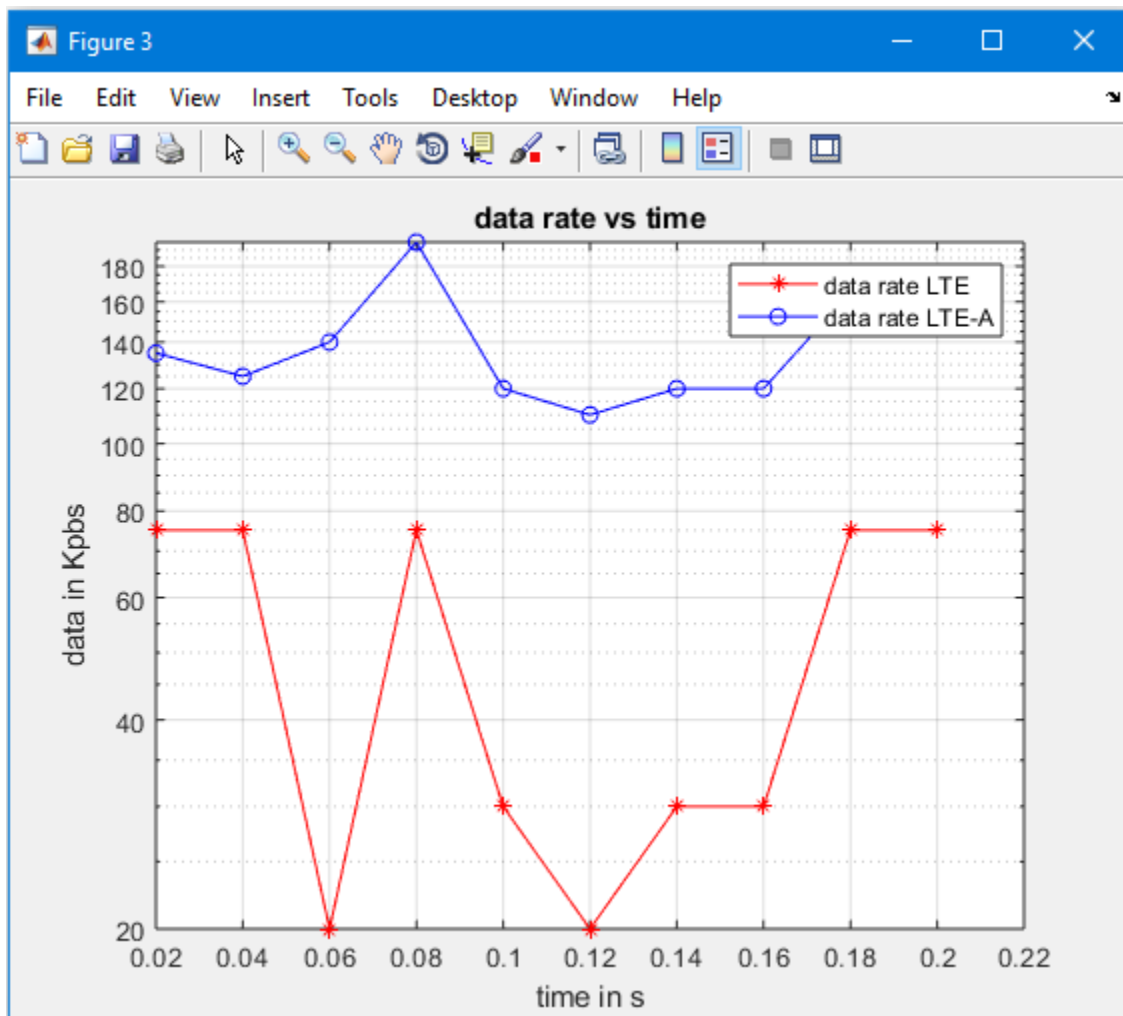 Figure 3
File Edit View Insert Tools Desktop Window Help
data rate vs time
data rate LTE
data rate LTE-A
180
160
140
120
100
80
60
40
20
data in Kpbs
0.02 0.04 0.06 0.08 0.1 0.12 0.14 0.16 0.18 0.2 0.22
time in s